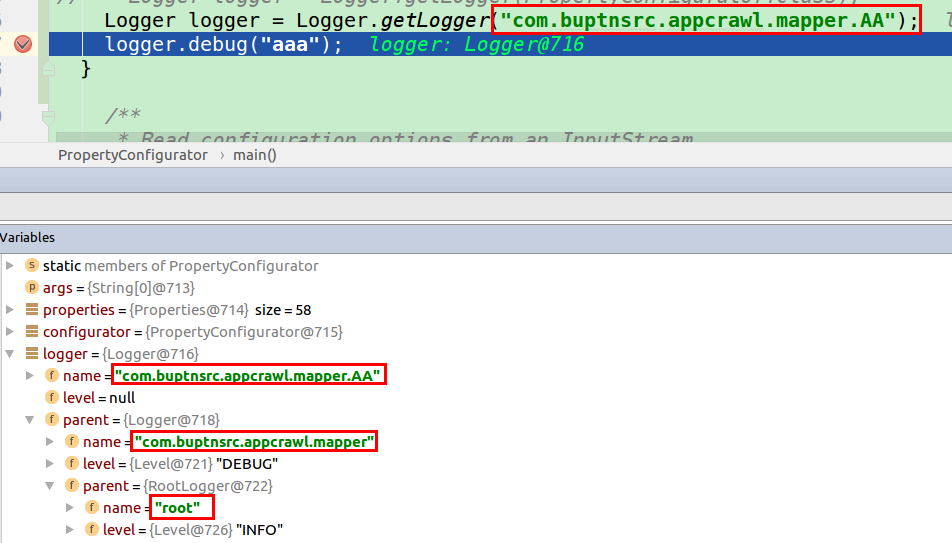 Logger logger = Logger.getLogger("com.buptnsrc.appcrawl.mapper.AA");
logger.debug("aaa"); logger: Logger@716
}
/**
* Read configuration options from an InputStream
PropertyConfigurator › main()
Variables
static members of PropertyConfigurator
args = {String[0]@713}
properties = {Properties@714} size = 58
configurator = {PropertyConfigurator@715}
logger = {Logger@716}
name = "com.buptnsrc.appcrawl.mapper.AA"
level = null
parent = {Logger@718}
name = "com.buptnsrc.appcrawl.mapper"
level = {Level@721} "DEBUG"
parent = {RootLogger@722}
name = "root"
level = {Level@726} "INFO"